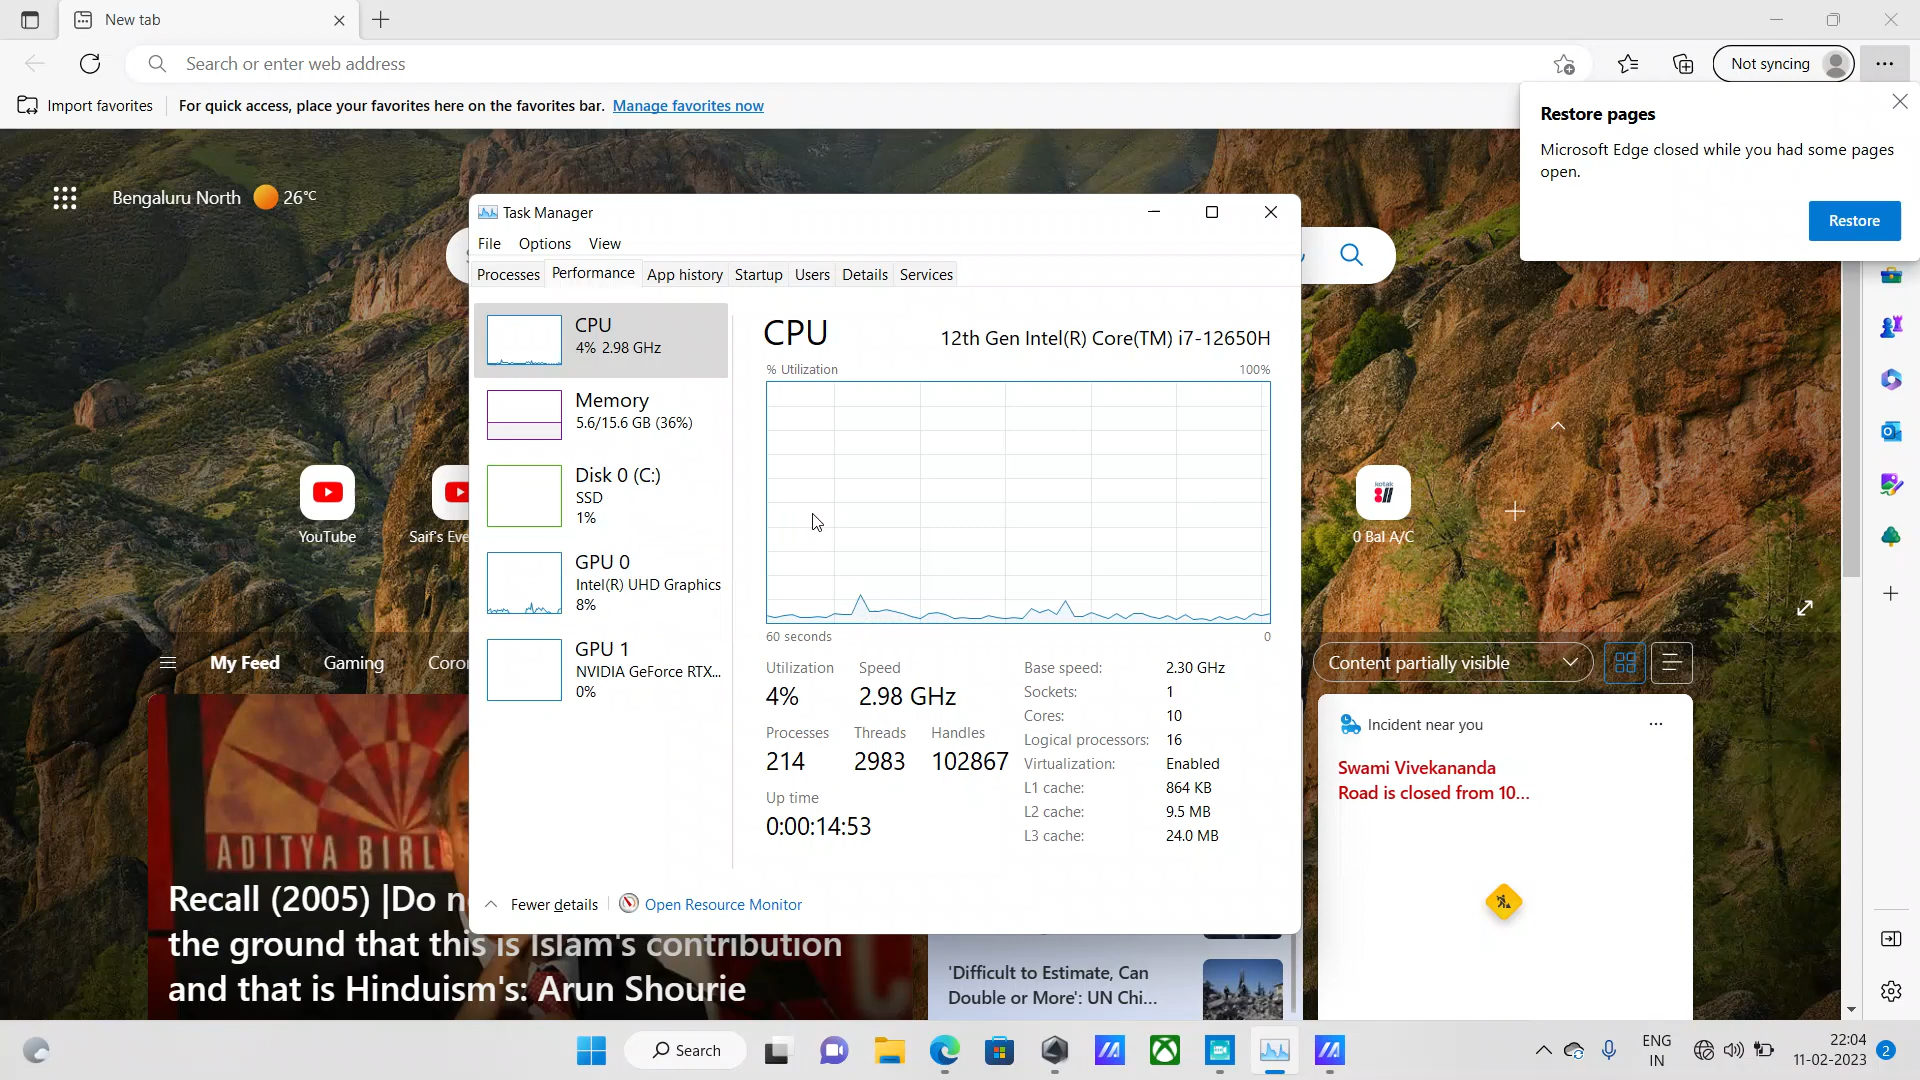 New tab
Search or enter web address
Not syncing
Import favorites
For quick access, place your favorites here on the favorites bar. Manage favorites now
Restore pages
Microsoft Edge closed while you had some pages
open.
Restore
Bengaluru North 26°C
Task Manager
File Options View
Processes Performance App history Startup Users Details Services
CPU
4% 2.98 GHz
Memory
5.6/15.6 GB (36%)
Disk 0 (C:)
SSD
1%
GPU 0
Intel(R) UHD Graphics
8%
GPU 1
NVIDIA GeForce RTX...
0%
CPU 12th Gen Intel(R) Core(TM) i7-12650H
% Utilization 100%
60 seconds 0
Utilization Speed
4% 2.98 GHz
Processes Threads Handles
214 2983 102867
Up time
0:00:14:53
Base speed: 2.30 GHz
Sockets: 1
Cores: 10
Logical processors: 16
Virtualization: Enabled
L1 cache: 864 KB
L2 cache: 9.5 MB
L3 cache: 24.0 MB
Fewer details Open Resource Monitor
YouTube
Saif's Eve
kotak
0 Bal A/C
My Feed Gaming Coror
Content partially visible
ADITYA BIRL
Recall (2005) |Do n
the ground that this is Islam's contribution
and that is Hinduism's: Arun Shourie
'Difficult to Estimate, Can
Double or More': UN Chi...
Incident near you
Swami Vivekananda
Road is closed from 10...
Search
ENG
IN
22:04
11-02-2023
2